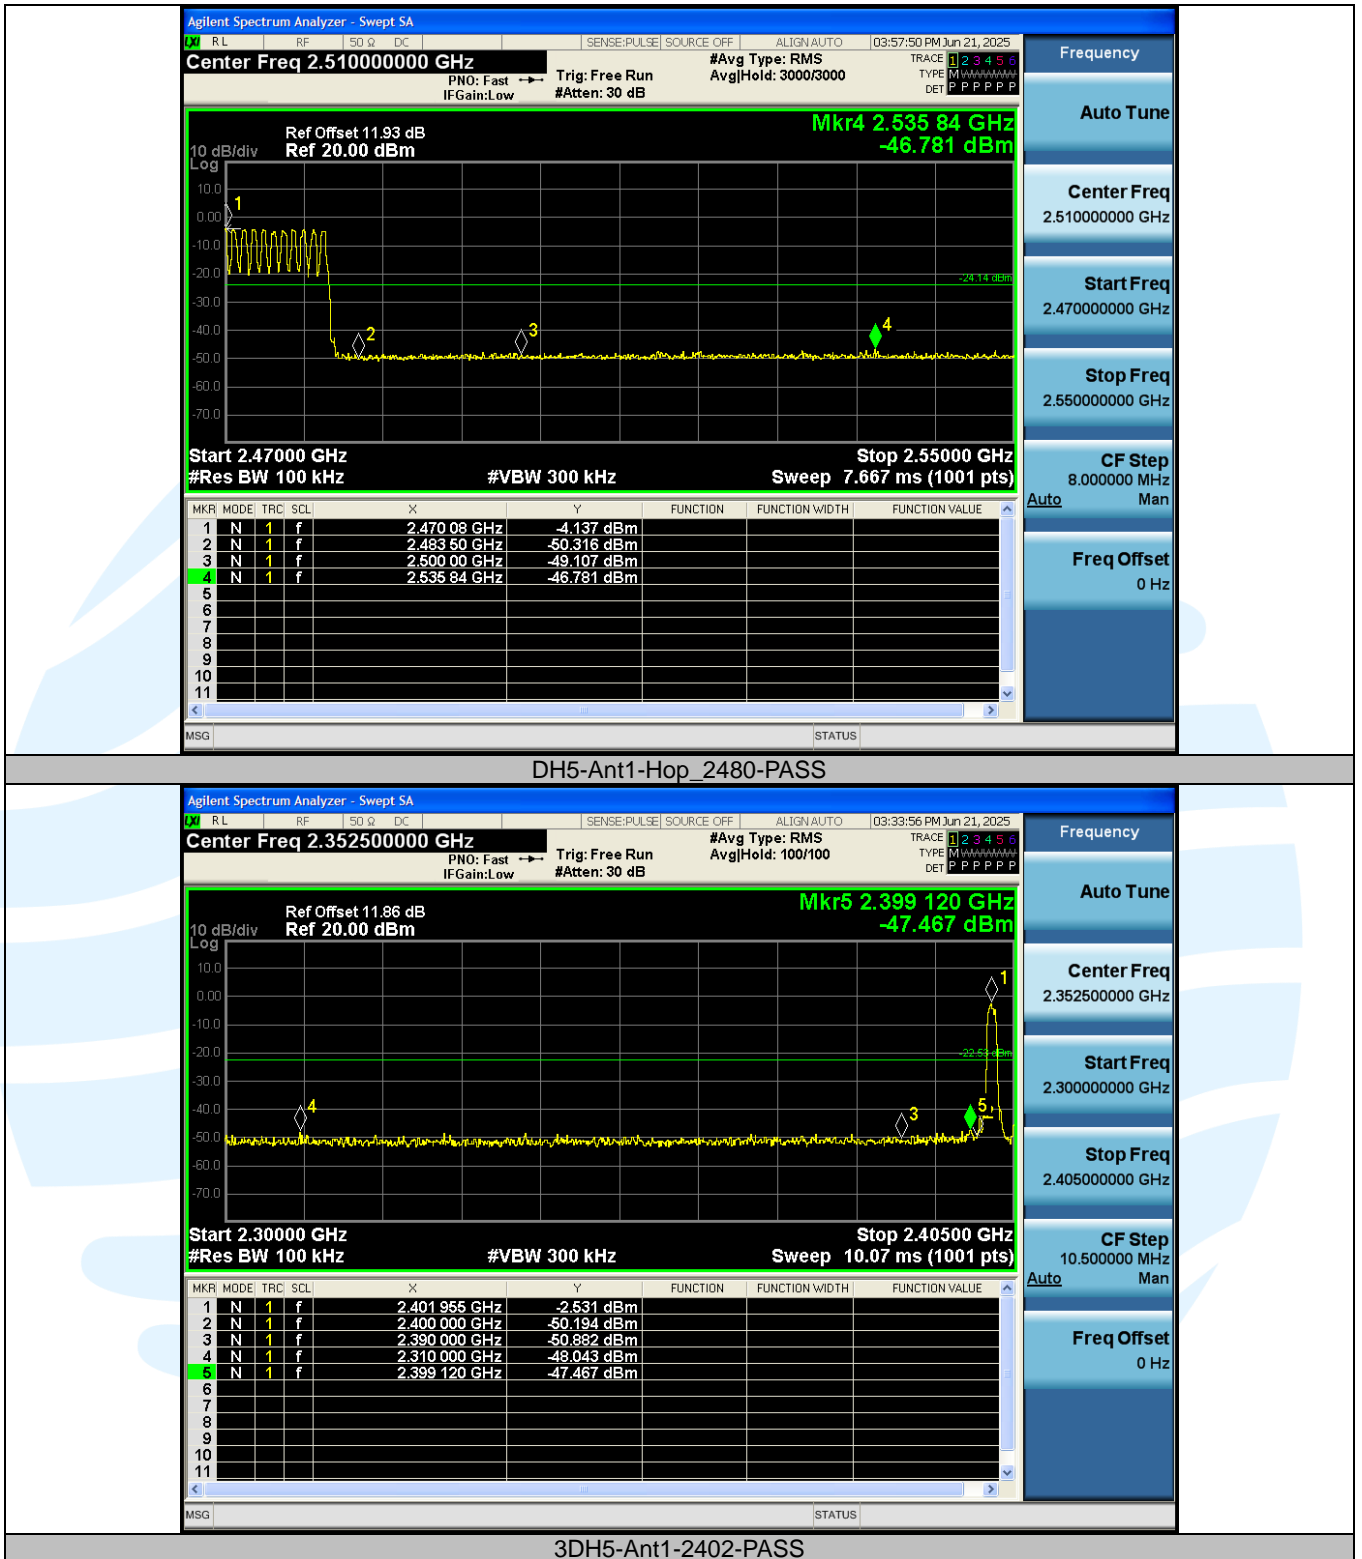 Agilent Spectrum Analyzer - Swept SA
LXI RL RF 50 Ω DC SENSE:PULSE SOURCE OFF ALIGN AUTO 03:57:50 PM Jun 21, 2025
Center Freq 2.510000000 GHz
PNO: Fast
IFGain:Low
Trig: Free Run
#Atten: 30 dB
#Avg Type: RMS
Avg|Hold: 3000/3000
TRACE 1 2 3 4 5 6
TYPE M
DET P P P P P P
Ref Offset 11.93 dB
10 dB/div Ref 20.00 dBm
Log
Mkr4 2.535 84 GHz
-46.781 dBm
10.0
0.00
-10.0
-20.0
-30.0
-40.0
-50.0
-60.0
-70.0
-24.14 dBm
1
2
3
4
Start 2.47000 GHz Stop 2.55000 GHz
#Res BW 100 kHz #VBW 300 kHz Sweep 7.667 ms (1001 pts)
MKR MODE TRC SCL X Y FUNCTION FUNCTION WIDTH FUNCTION VALUE
1 N 1 f 2.470 08 GHz -4.137 dBm
2 N 1 f 2.483 50 GHz -50.316 dBm
3 N 1 f 2.500 00 GHz -49.107 dBm
4 N 1 f 2.535 84 GHz -46.781 dBm
5
6
7
8
9
10
11
MSG STATUS
Frequency
Auto Tune
Center Freq
2.510000000 GHz
Start Freq
2.470000000 GHz
Stop Freq
2.550000000 GHz
CF Step
8.000000 MHz
Auto Man
Freq Offset
0 Hz
DH5-Ant1-Hop_2480-PASS
Agilent Spectrum Analyzer - Swept SA
LXI RL RF 50 Ω DC SENSE:PULSE SOURCE OFF ALIGN AUTO 03:33:56 PM Jun 21, 2025
Center Freq 2.352500000 GHz
PNO: Fast
IFGain:Low
Trig: Free Run
#Atten: 30 dB
#Avg Type: RMS
Avg|Hold: 100/100
TRACE 1 2 3 4 5 6
TYPE M
DET P P P P P P
Ref Offset 11.86 dB
10 dB/div Ref 20.00 dBm
Log
Mkr5 2.399 120 GHz
-47.467 dBm
10.0
0.00
-10.0
-20.0
-30.0
-40.0
-50.0
-60.0
-70.0
-22.53 dBm
1
4
3
5
Start 2.30000 GHz Stop 2.40500 GHz
#Res BW 100 kHz #VBW 300 kHz Sweep 10.07 ms (1001 pts)
MKR MODE TRC SCL X Y FUNCTION FUNCTION WIDTH FUNCTION VALUE
1 N 1 f 2.401 955 GHz -2.531 dBm
2 N 1 f 2.400 000 GHz -50.194 dBm
3 N 1 f 2.390 000 GHz -50.882 dBm
4 N 1 f 2.310 000 GHz -48.043 dBm
5 N 1 f 2.399 120 GHz -47.467 dBm
6
7
8
9
10
11
MSG STATUS
Frequency
Auto Tune
Center Freq
2.352500000 GHz
Start Freq
2.300000000 GHz
Stop Freq
2.405000000 GHz
CF Step
10.500000 MHz
Auto Man
Freq Offset
0 Hz
3DH5-Ant1-2402-PASS